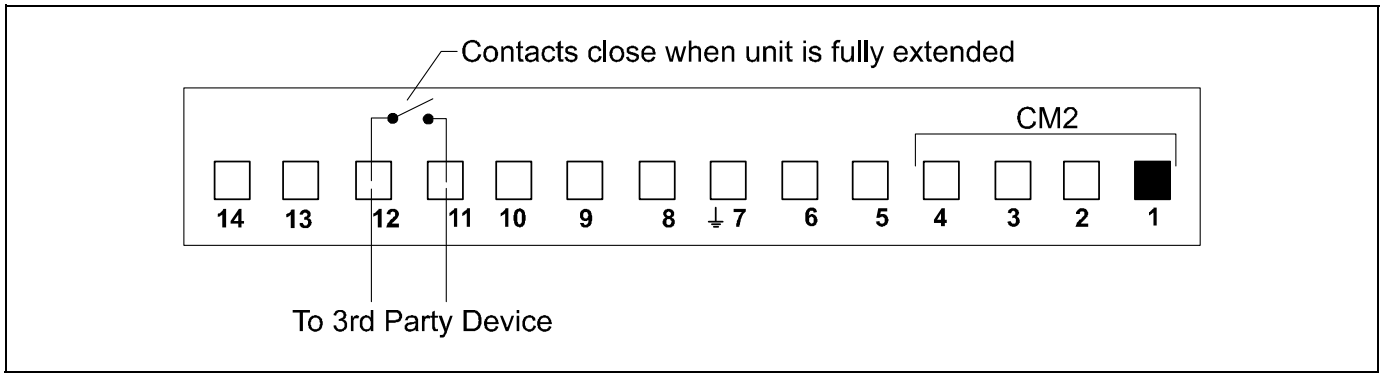 Contacts close when unit is fully extended
CM2
14 13 12 11 10 9 8 ⏚ 7 6 5 4 3 2 1
To 3rd Party Device